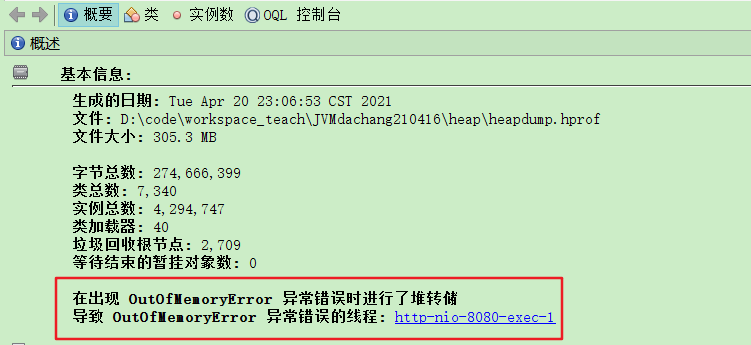 概要 类 实例数 OQL 控制台
概述
基本信息:
生成的日期: Tue Apr 20 23:06:53 CST 2021
文件: D:\code\workspace_teach\JVMdachang210416\heap\heapdump.hprof
文件大小: 305.3 MB
字节总数: 274,666,399
类总数: 7,340
实例总数: 4,294,747
类加载器: 40
垃圾回收根节点: 2,709
等待结束的暂挂对象数: 0
在出现 OutOfMemoryError 异常错误时进行了堆转储
导致 OutOfMemoryError 异常错误的线程: http-nio-8080-exec-1